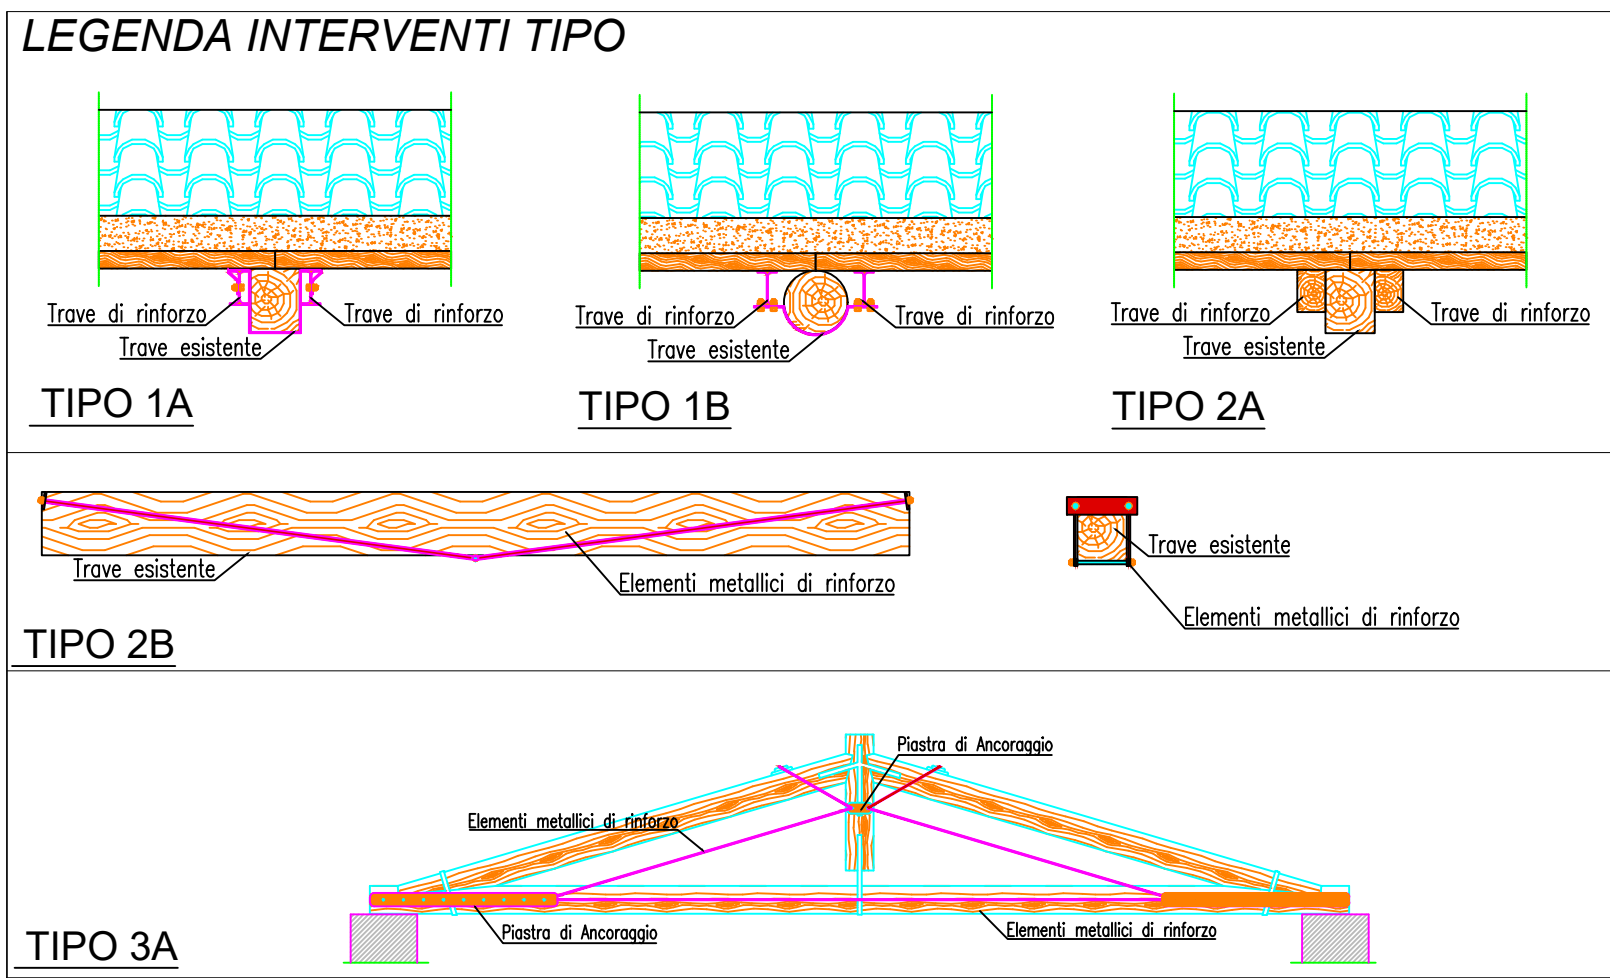 LEGENDA INTERVENTI TIPO
Trave di rinforzo
Trave di rinforzo
Trave esistente
TIPO 1A
Trave di rinforzo
Trave di rinforzo
Trave esistente
TIPO 1B
Trave di rinforzo
Trave di rinforzo
Trave esistente
TIPO 2A
Trave esistente
Elementi metallici di rinforzo
Trave esistente
Elementi metallici di rinforzo
TIPO 2B
Piastra di Ancoraggio
Elementi metallici di rinforzo
Piastra di Ancoraggio
Elementi metallici di rinforzo
TIPO 3A